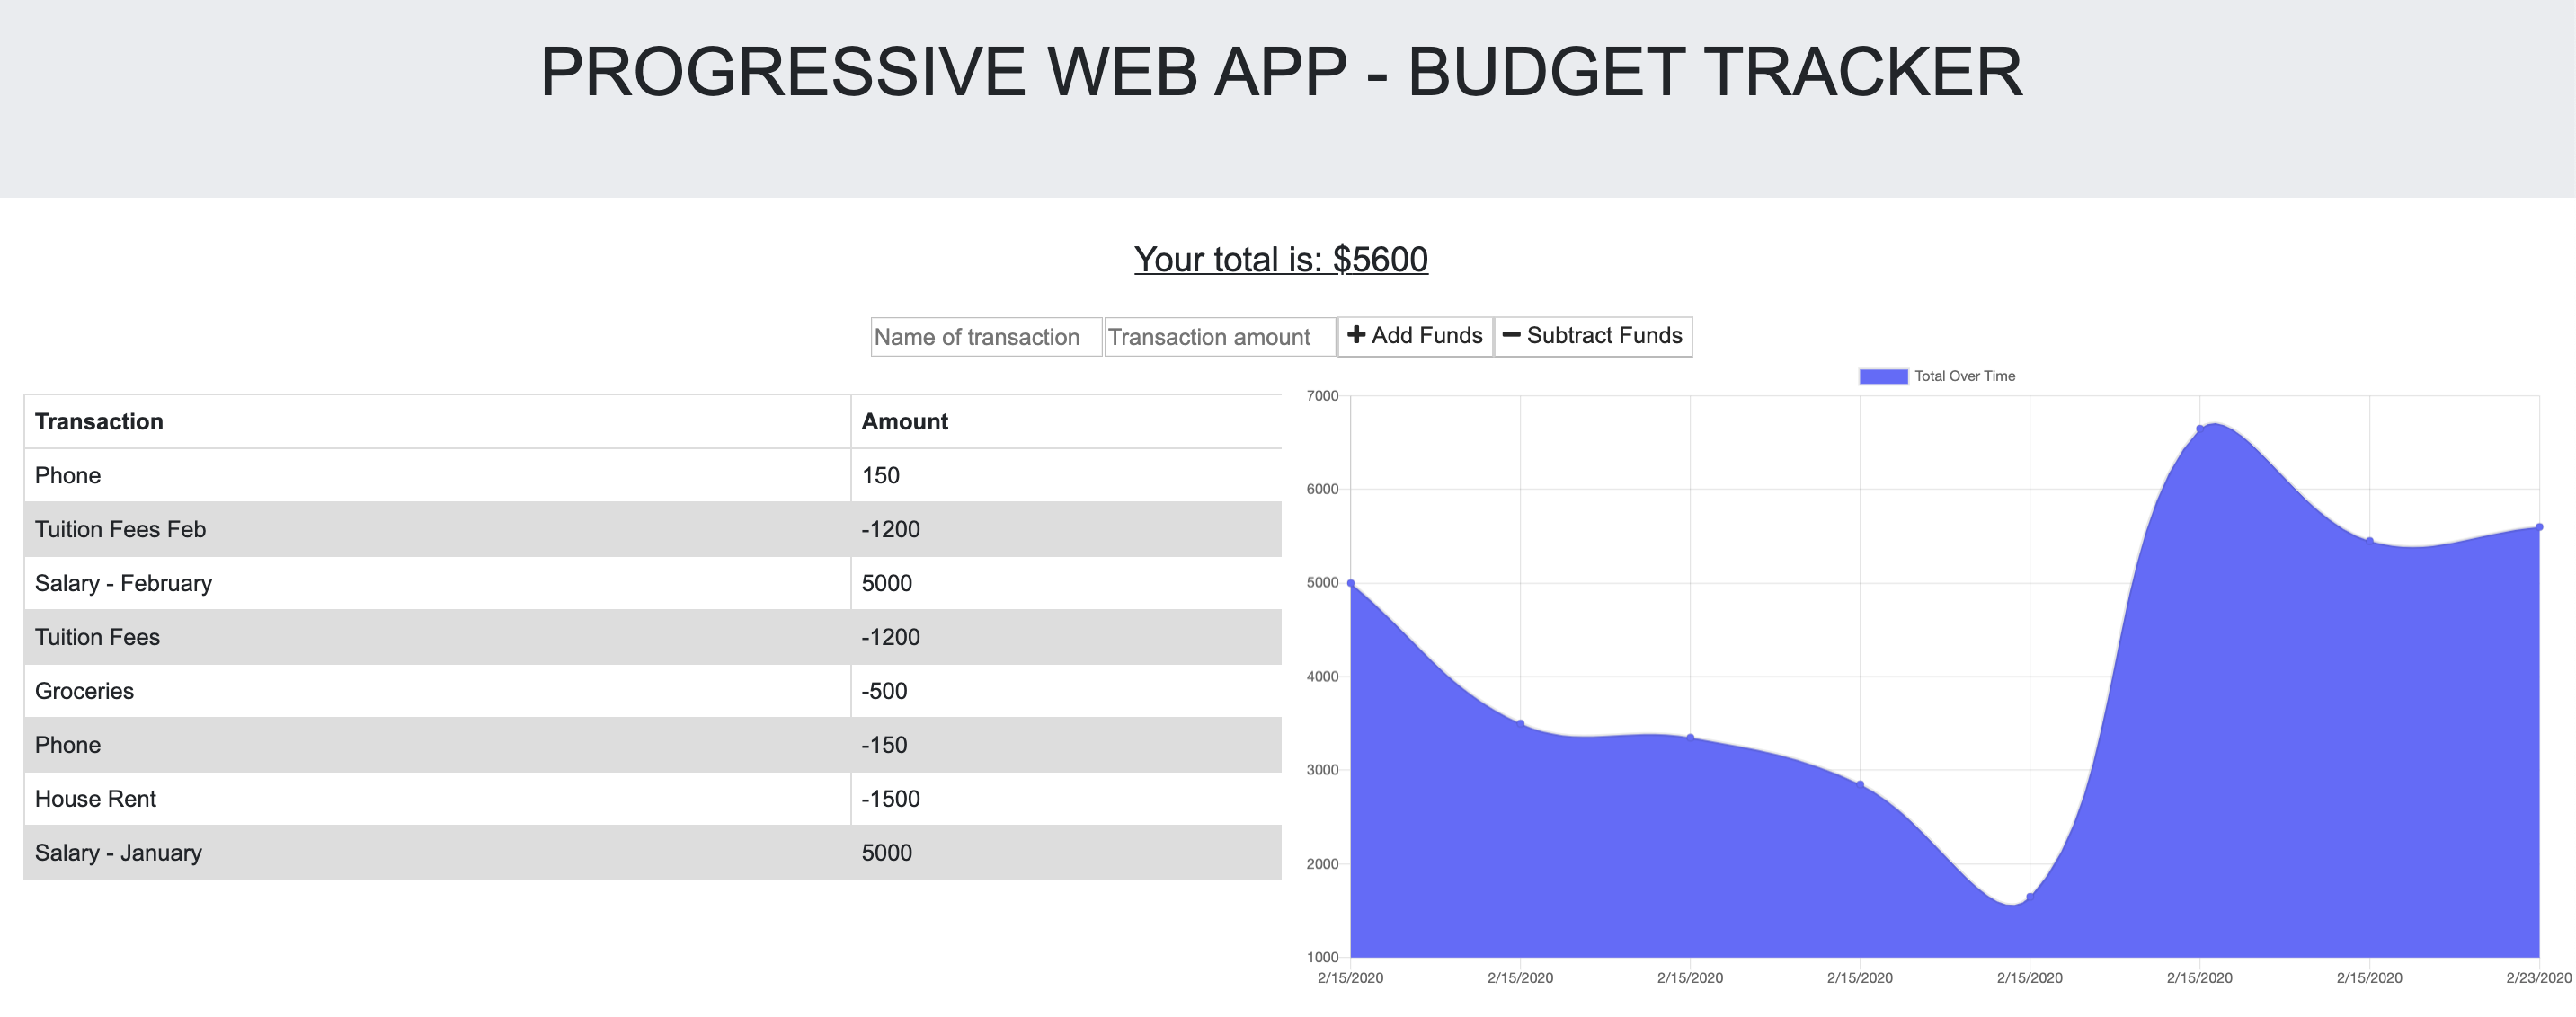 PROGRESSIVE WEB APP - BUDGET TRACKER
Your total is: $5600
Name of transaction Transaction amount + Add Funds − Subtract Funds
Transaction Amount
Phone 150
Tuition Fees Feb -1200
Salary - February 5000
Tuition Fees -1200
Groceries -500
Phone -150
House Rent -1500
Salary - January 5000
Total Over Time
7000
6000
5000
4000
3000
2000
1000
2/15/2020 2/15/2020 2/15/2020 2/15/2020 2/15/2020 2/15/2020 2/15/2020 2/23/2020